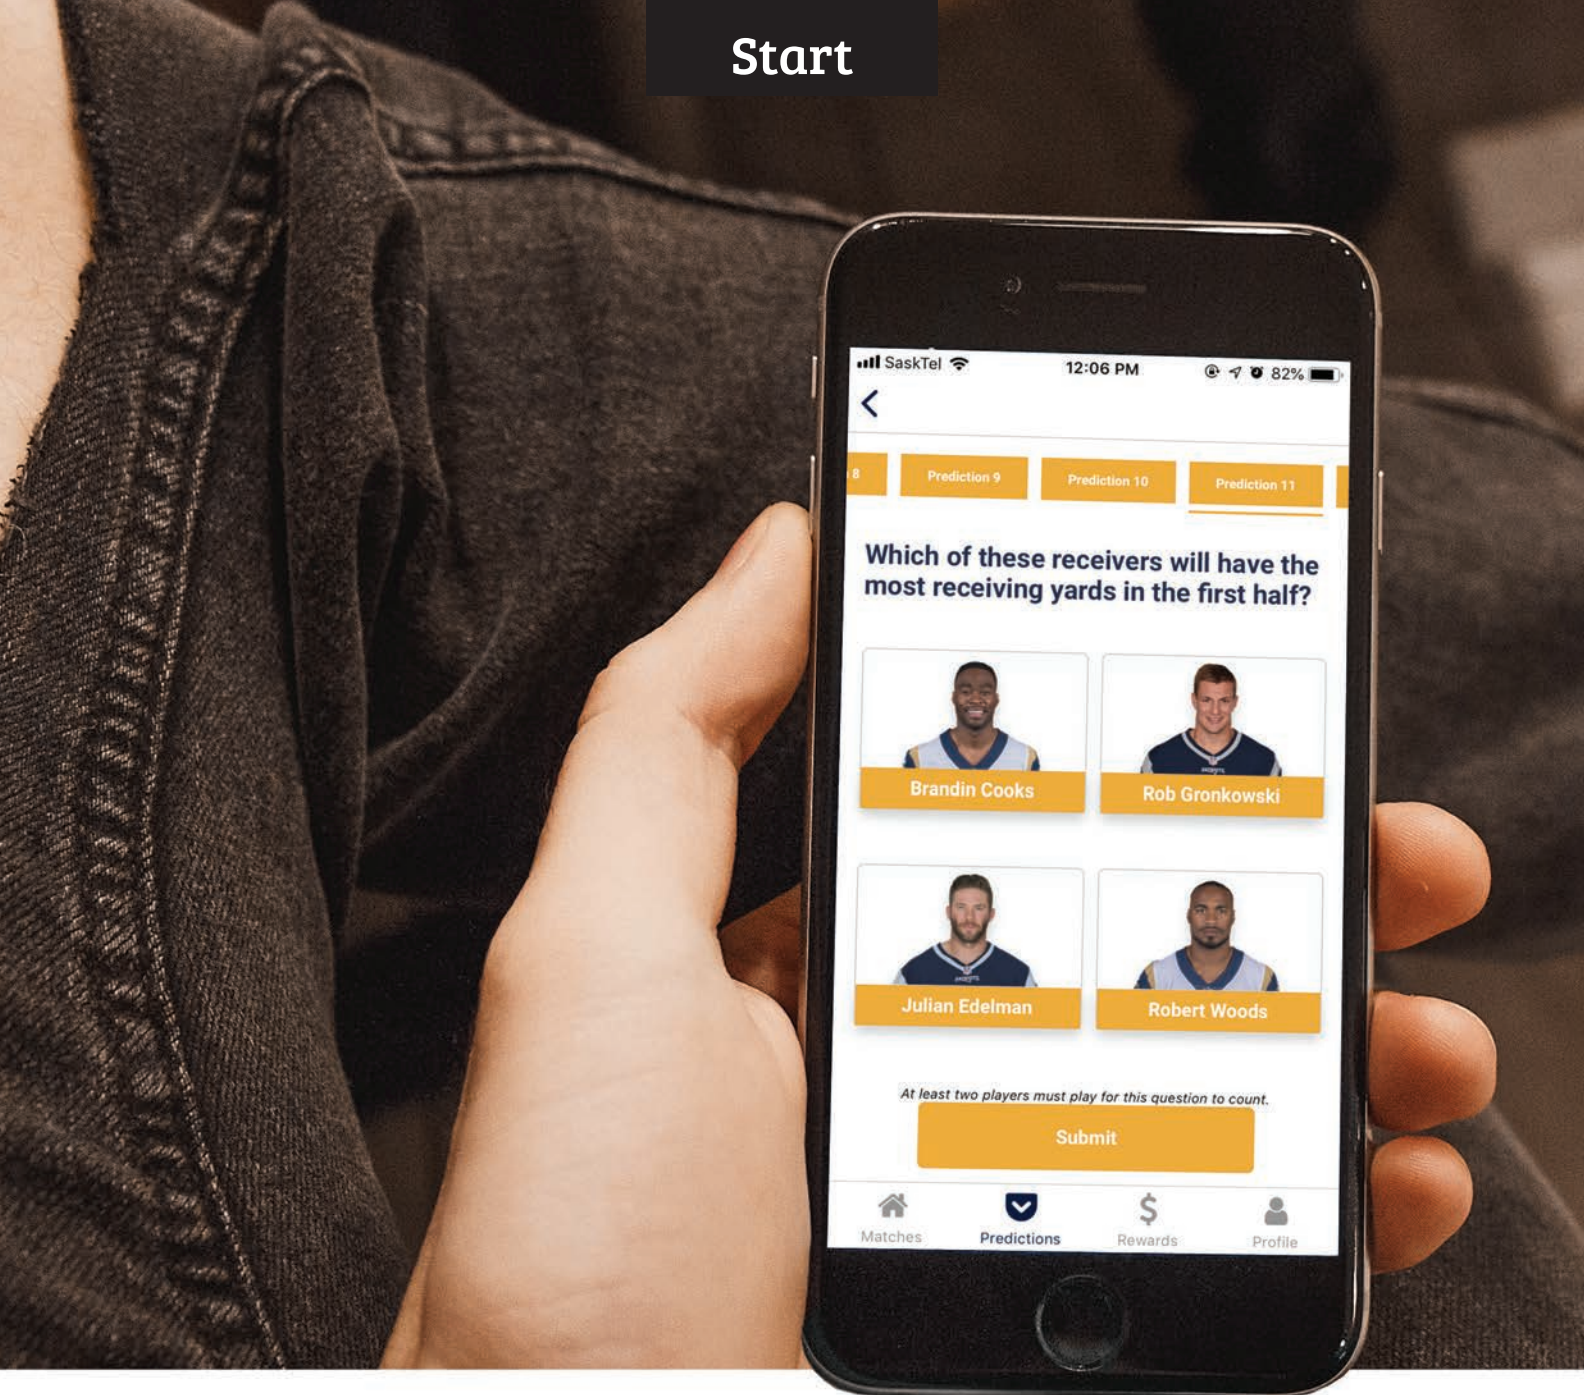 Start
SaskTel
12:06 PM
82%
8
Prediction 9
Prediction 10
Prediction 11
Which of these receivers will have the
most receiving yards in the first half?
Brandin Cooks
Rob Gronkowski
Julian Edelman
Robert Woods
At least two players must play for this question to count.
Submit
Matches
Predictions
Rewards
Profile